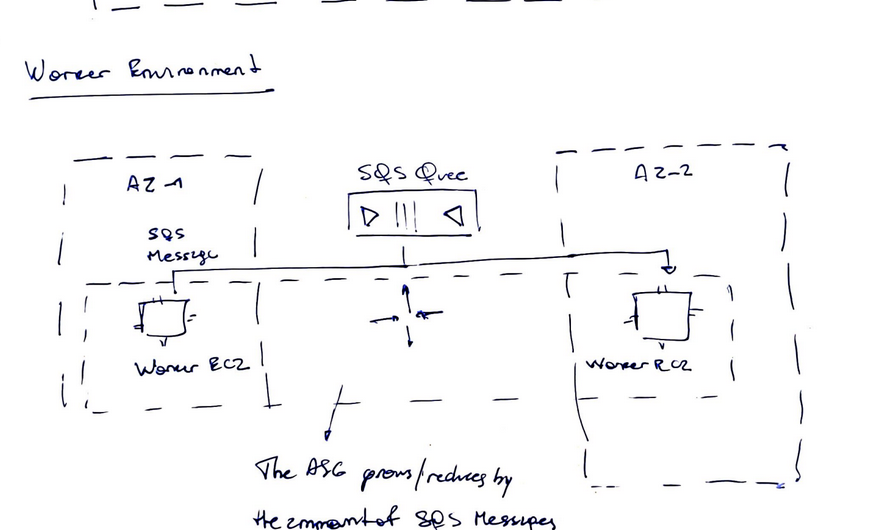 Worker Environment
AZ-1
SQS Queue
AZ-2
SQS
Message
Worker EC2
Worker EC2
The ASG grows/reduces by
the ammount of SQS Messages